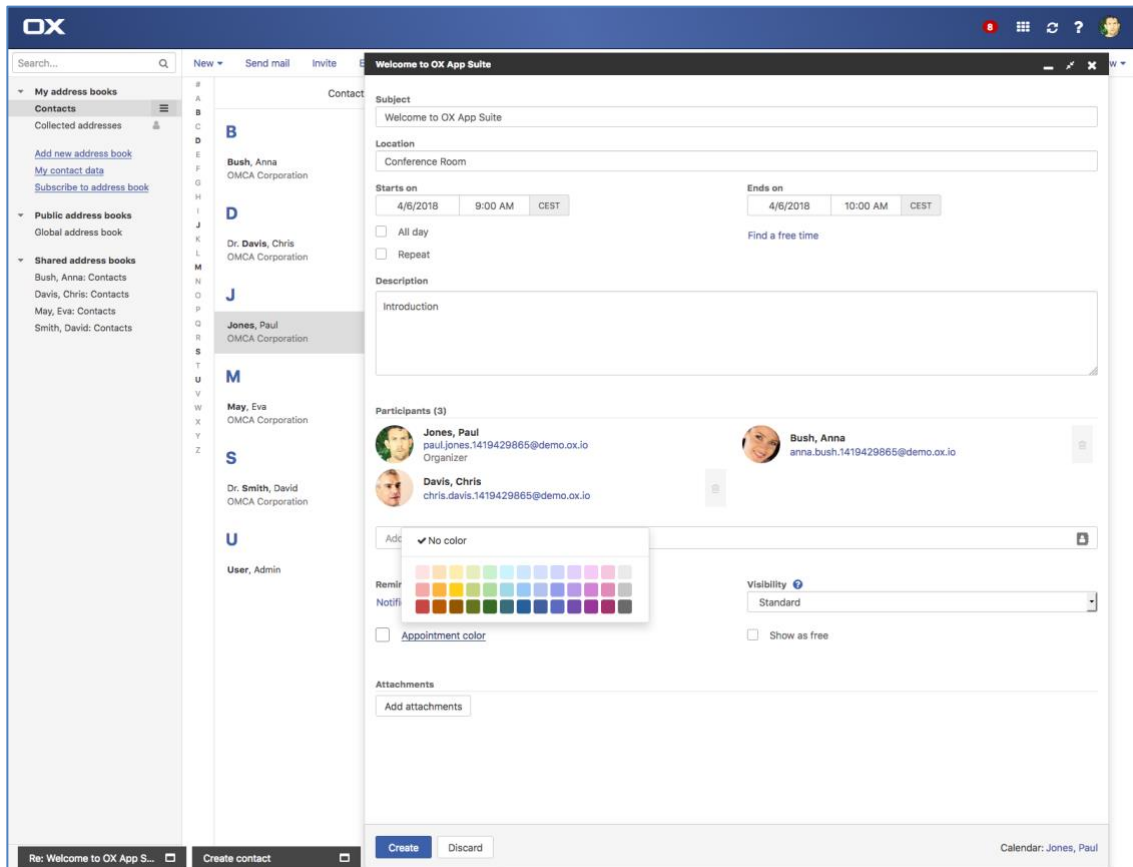 OX
8
?
Search...
New
Send mail
Invite
Welcome to OX App Suite
My address books
Contacts
Collected addresses
Add new address book
My contact data
Subscribe to address book
Public address books
Global address book
Shared address books
Bush, Anna: Contacts
Davis, Chris: Contacts
May, Eva: Contacts
Smith, David: Contacts
#
A
B
C
D
E
F
G
H
I
J
K
L
M
N
O
P
Q
R
S
T
U
V
W
X
Y
Z
Contact
B
Bush, Anna
OMCA Corporation
D
Dr. Davis, Chris
OMCA Corporation
J
Jones, Paul
OMCA Corporation
M
May, Eva
OMCA Corporation
S
Dr. Smith, David
OMCA Corporation
U
User, Admin
Subject
Welcome to OX App Suite
Location
Conference Room
Starts on
4/6/2018 9:00 AM CEST
Ends on
4/6/2018 10:00 AM CEST
All day
Find a free time
Repeat
Description
Introduction
Participants (3)
Jones, Paul
paul.jones.1419429865@demo.ox.io
Organizer
Bush, Anna
anna.bush.1419429865@demo.ox.io
Davis, Chris
chris.davis.1419429865@demo.ox.io
Add
No color
Remin
Notifi
Visibility ?
Standard
Appointment color
Show as free
Attachments
Add attachments
Create
Discard
Calendar: Jones, Paul
Re: Welcome to OX App S...
Create contact